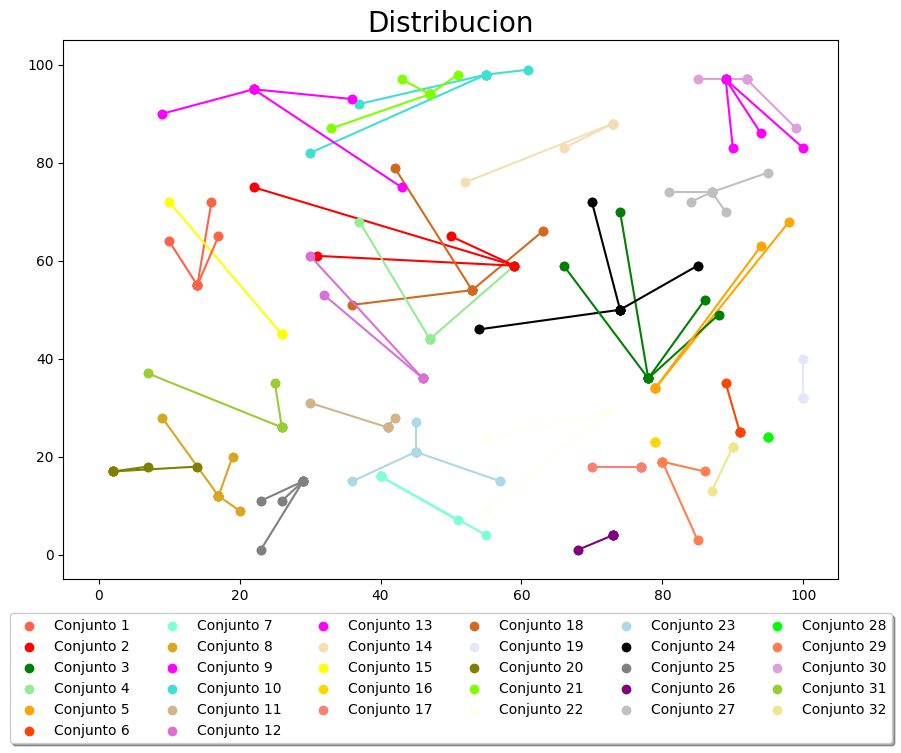 Distribucion
100
80
60
40
20
0
0 20 40 60 80 100
Conjunto 1 Conjunto 7 Conjunto 13 Conjunto 18 Conjunto 23 Conjunto 28
Conjunto 2 Conjunto 8 Conjunto 14 Conjunto 19 Conjunto 24 Conjunto 29
Conjunto 3 Conjunto 9 Conjunto 15 Conjunto 20 Conjunto 25 Conjunto 30
Conjunto 4 Conjunto 10 Conjunto 16 Conjunto 21 Conjunto 26 Conjunto 31
Conjunto 5 Conjunto 11 Conjunto 17 Conjunto 22 Conjunto 27 Conjunto 32
Conjunto 6 Conjunto 12